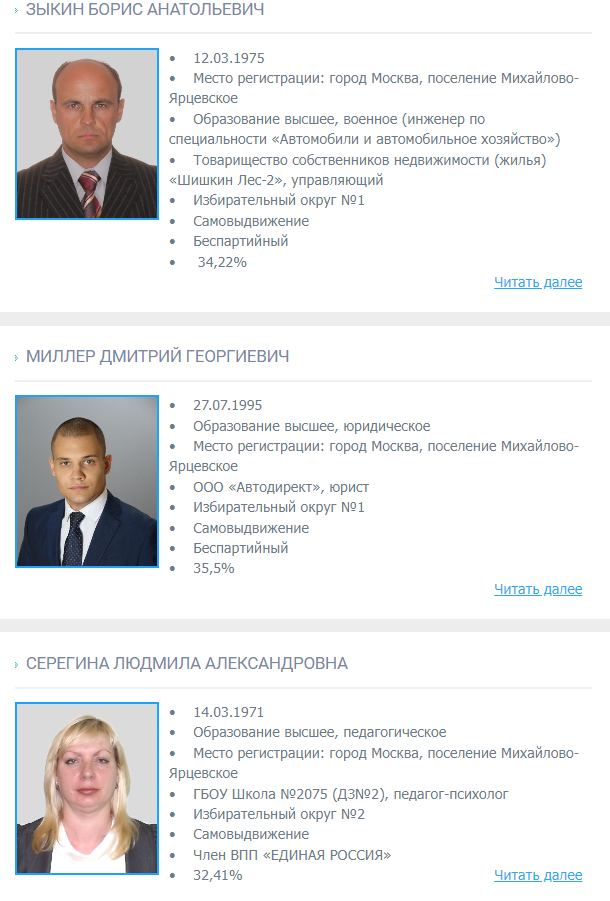 ЗЫКИН БОРИС АНАТОЛЬЕВИЧ
• 12.03.1975
• Место регистрации: город Москва, поселение Михайлово-
Ярцевское
• Образование высшее, военное (инженер по
специальности «Автомобили и автомобильное хозяйство»)
• Товарищество собственников недвижимости (жилья)
«Шишкин Лес-2», управляющий
• Избирательный округ №1
• Самовыдвижение
• Беспартийный
• 34,22%
Читать далее
МИЛЛЕР ДМИТРИЙ ГЕОРГИЕВИЧ
• 27.07.1995
• Образование высшее, юридическое
• Место регистрации: город Москва, поселение Михайлово-
Ярцевское
• ООО «Автодирект», юрист
• Избирательный округ №1
• Самовыдвижение
• Беспартийный
• 35,5%
Читать далее
СЕРЕГИНА ЛЮДМИЛА АЛЕКСАНДРОВНА
• 14.03.1971
• Образование высшее, педагогическое
• Место регистрации: город Москва, поселение Михайлово-
Ярцевское
• ГБОУ Школа №2075 (ДЗ№2), педагог-психолог
• Избирательный округ №2
• Самовыдвижение
• Член ВПП «ЕДИНАЯ РОССИЯ»
• 32,41% Читать далее